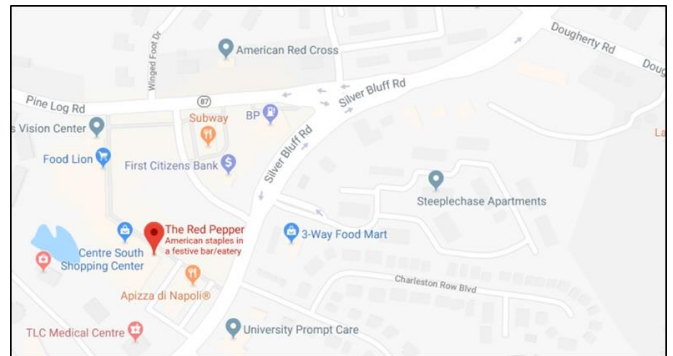 Dougherty Rd
Doug
American Red Cross
Winged Foot Dr
Silver Bluff Rd
Pine Log Rd
87
BP
Subway
s Vision Center
La
Food Lion
First Citizens Bank
Silver Bluff Rd
Steeplechase Apartments
The Red Pepper
American staples in
a festive bar/eatery
3-Way Food Mart
Centre South
Shopping Center
Charleston Row Blvd
Apizza di Napoli®
TLC Medical Centre
University Prompt Care